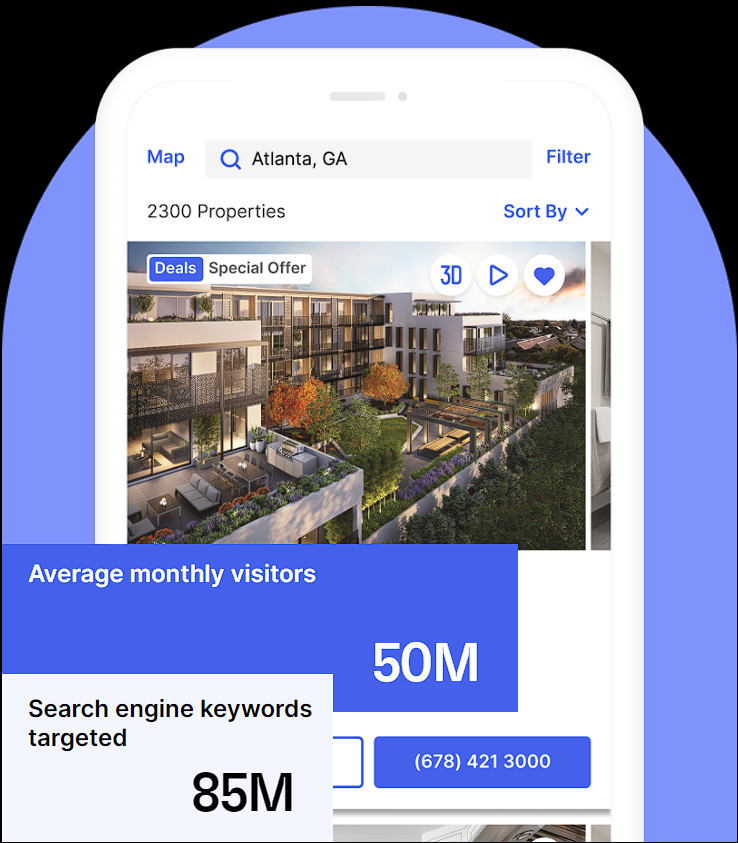 Map
Atlanta, GA
Filter
2300 Properties
Sort By
Deals Special Offer
3D
Average monthly visitors
50M
Search engine keywords
targeted
85M
(678) 421 3000